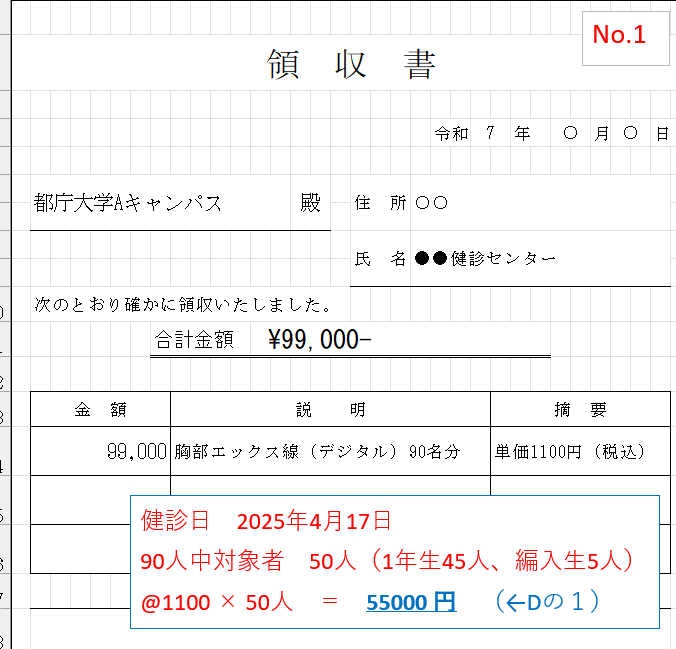 No.1
領 収 書
令和 7 年 〇 月 〇 日
都庁大学Aキャンパス 殿
住 所 〇〇
氏 名 ●●健診センター
次のとおり確かに領収いたしました。
合計金額 ¥99,000-
金 額 説 明 摘 要
99,000 胸部エックス線（デジタル）90名分 単価1100円（税込）
健診日 2025年4月17日
90人中対象者 50人（1年生45人、編入生5人）
@1100 × 50人 ＝ 55000 円 （←Dの１）